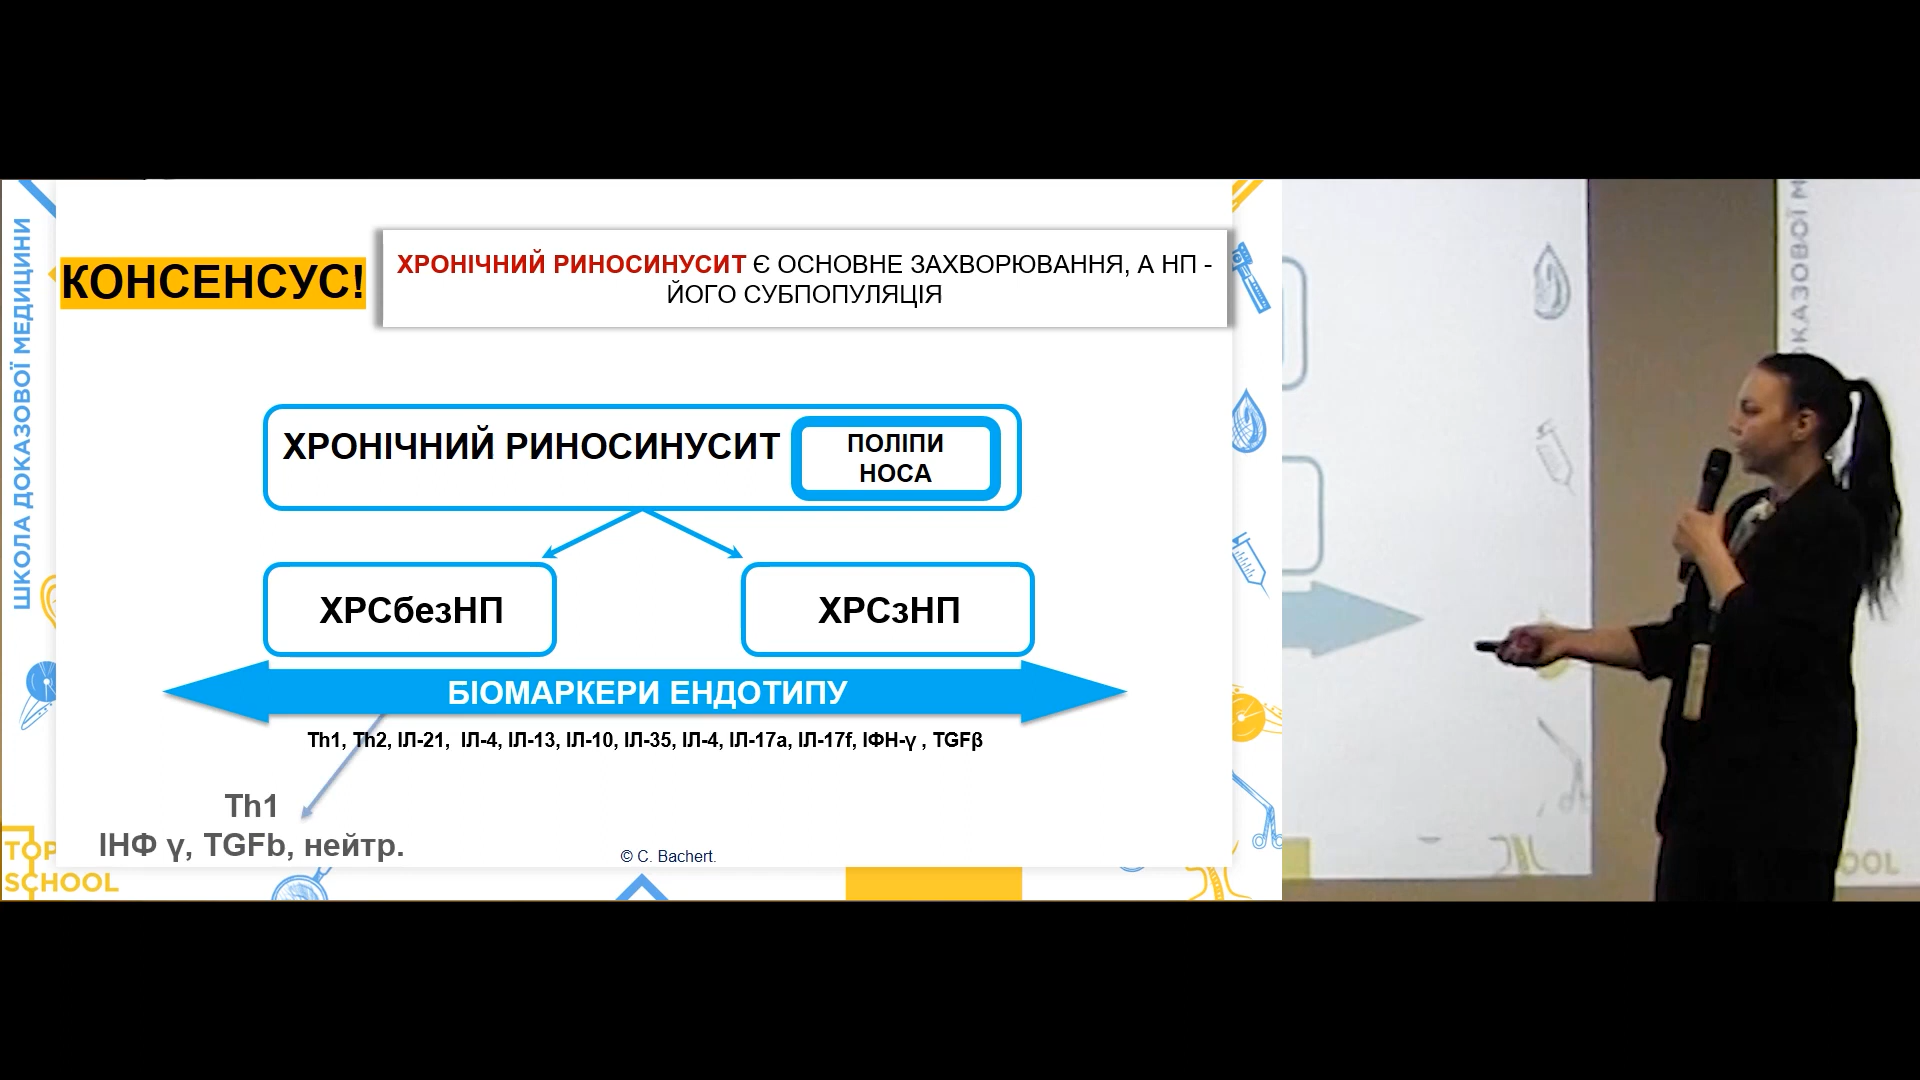 ШКОЛА ДОКАЗОВОЇ МЕДИЦИНИ
КОНСЕНСУС!
ХРОНІЧНИЙ РИНОСИНУСИТ Є ОСНОВНЕ ЗАХВОРЮВАННЯ, А НП -
ЙОГО СУБПОПУЛЯЦІЯ
ХРОНІЧНИЙ РИНОСИНУСИТ
ПОЛІПИ
НОСА
ХРСбезНП
ХРСзНП
БІОМАРКЕРИ ЕНДОТИПУ
Th1, Th2, ІЛ-21, ІЛ-4, ІЛ-13, ІЛ-10, ІЛ-35, ІЛ-4, ІЛ-17a, ІЛ-17f, ІФН-γ , TGFβ
Th1
ІНФ γ, TGFb, нейтр.
© C. Bachert.
TOP
SCHOOL
ОКАЗОВОЇ М
OOL